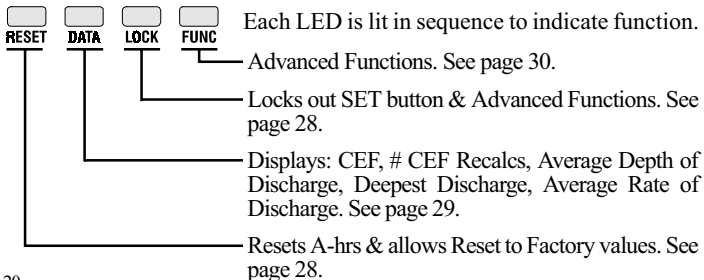 Each LED is lit in sequence to indicate function.
RESET DATA LOCK FUNC
Advanced Functions. See page 30.
Locks out SET button & Advanced Functions. See
page 28.
Displays: CEF, # CEF Recalcs, Average Depth of
Discharge, Deepest Discharge, Average Rate of
Discharge. See page 29.
Resets A-hrs & allows Reset to Factory values. See
page 28.